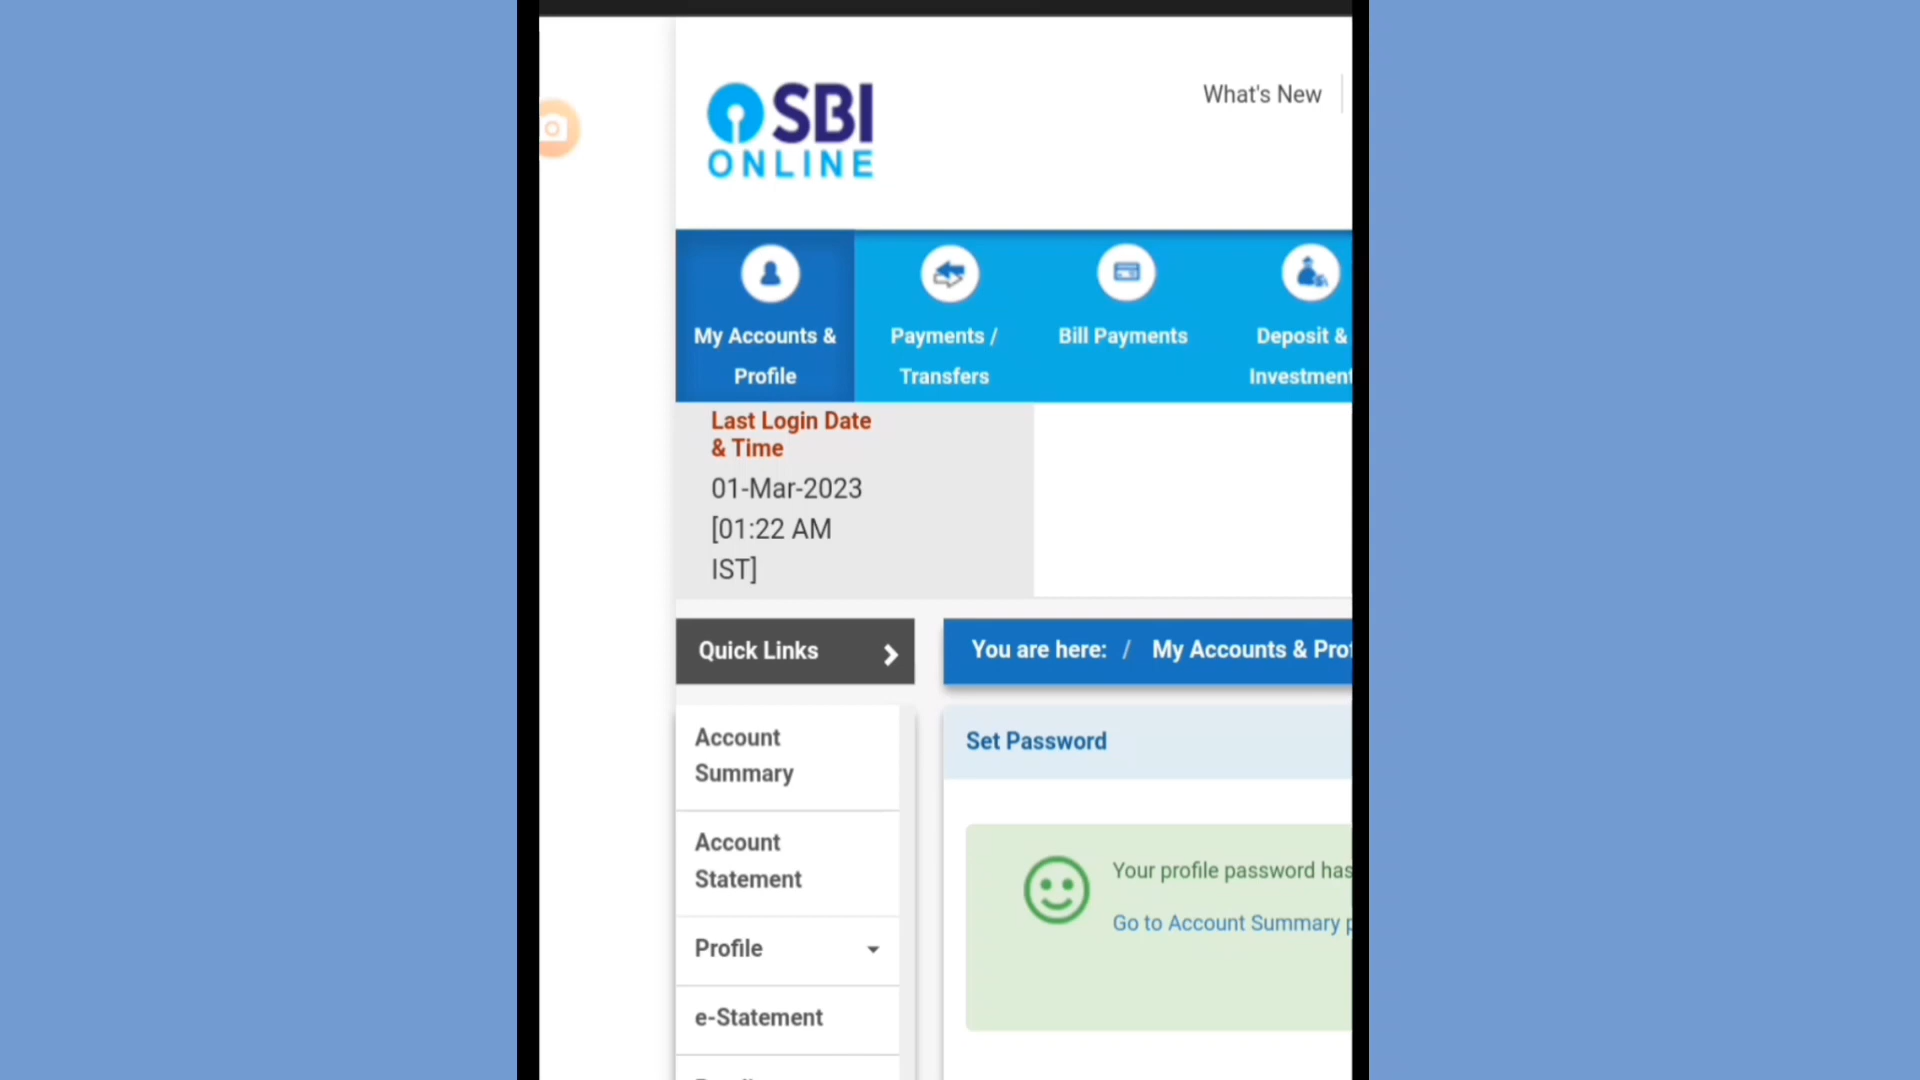 SBI
ONLINE
What's New
My Accounts &
Profile
Payments /
Transfers
Bill Payments
Deposit &
Investment
Last Login Date
& Time
01-Mar-2023
[01:22 AM
IST]
Quick Links
You are here: / My Accounts &
Set Password
Account
Summary
Account
Statement
Profile
e-Statement
Your profile password has
Go to Account Summary